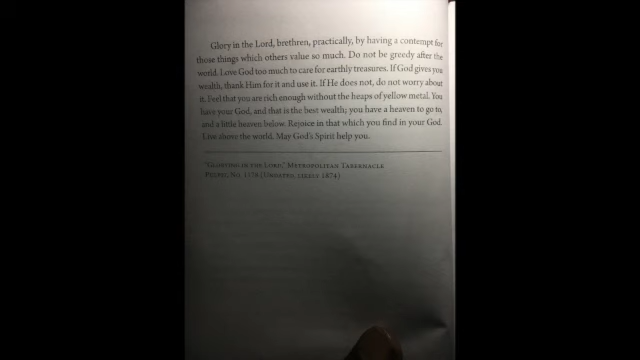 Glory in the Lord, brethren, practically, by having a contempt for
those things which others value so much. Do not be greedy after the
world. Love God too much to care for earthly treasures. If God gives you
wealth, thank Him for it and use it. If He does not, do not worry about
it. Feel that you are rich enough without the heaps of yellow metal. You
have your God, and that is the best wealth; you have a heaven to go to,
and a little heaven below. Rejoice in that which you find in your God.
Live above the world. May God's Spirit help you.
"Glorying in the Lord," Metropolitan Tabernacle
Pulpit, No. 1178 (Undated, 1874)